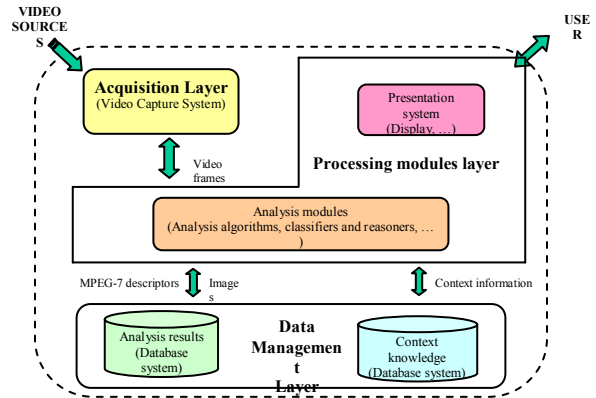 VIDEO
SOURCE
S
USE
R
Acquisition Layer
(Video Capture System)
Presentation
system
(Display, …)
Video
frames
Processing modules layer
Analysis modules
(Analysis algorithms, classifiers and reasoners, …
)
MPEG-7 descriptors
Image
s
Context information
Analysis results
(Database
system)
Data
Managemen
t
Layer
Context
knowledge
(Database system)